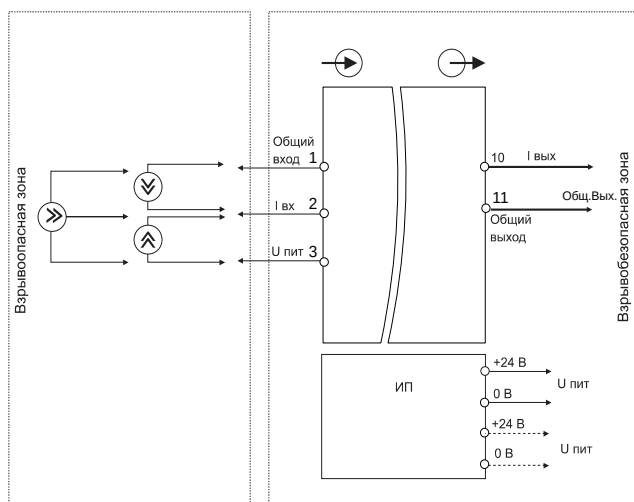 Взрывоопасная зона
Общий
вход 1
I вх 2
U пит 3
10 I вых
11 Общ.Вых.
Общий
выход
Взрывобезопасная зона
ИП
+24 В
U пит
0 В
+24 В
U пит
0 В